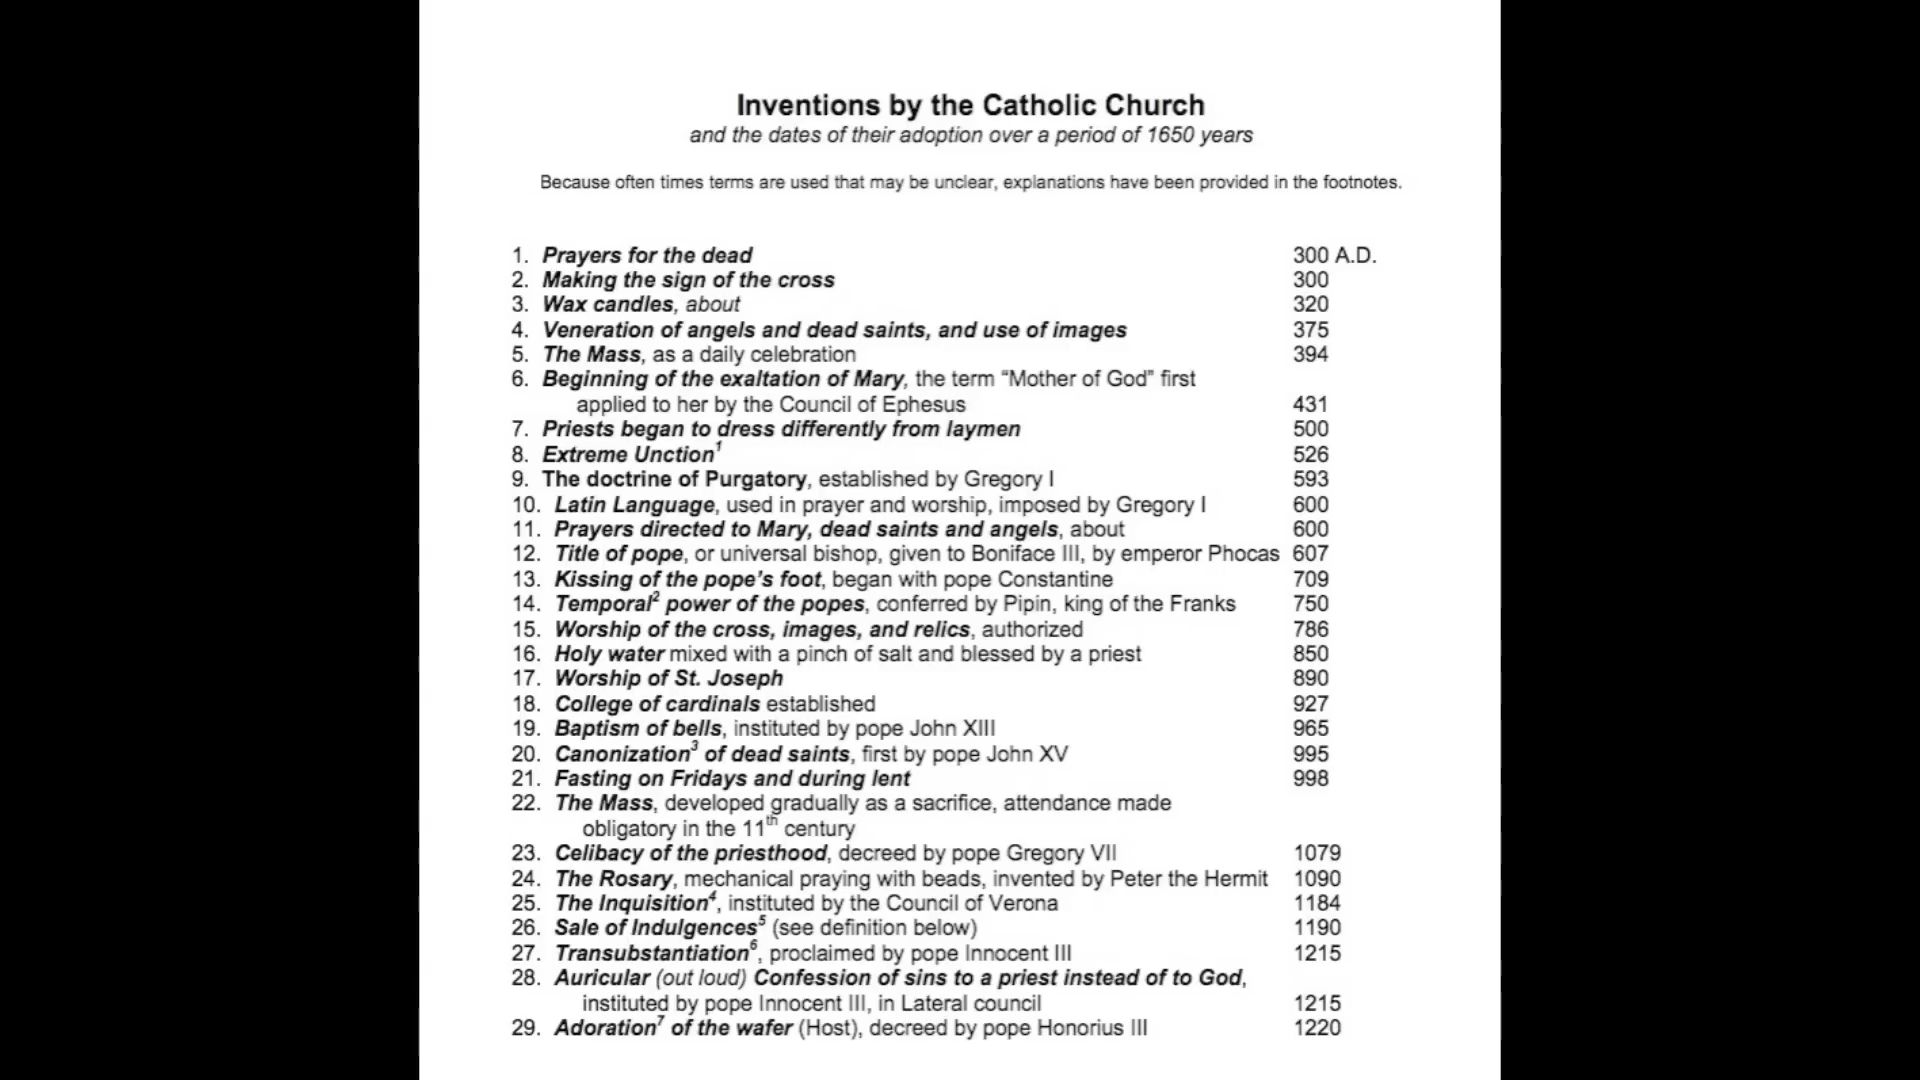 Inventions by the Catholic Church
and the dates of their adoption over a period of 1650 years
Because often times terms are used that may be unclear, explanations have been provided in the footnotes.
1. Prayers for the dead 300 A.D.
2. Making the sign of the cross 300
3. Wax candles, about 320
4. Veneration of angels and dead saints, and use of images 375
5. The Mass, as a daily celebration 394
6. Beginning of the exaltation of Mary, the term “Mother of God” first
applied to her by the Council of Ephesus 431
7. Priests began to dress differently from laymen 500
8. Extreme Unction¹ 526
9. The doctrine of Purgatory, established by Gregory I 593
10. Latin Language, used in prayer and worship, imposed by Gregory I 600
11. Prayers directed to Mary, dead saints and angels, about 600
12. Title of pope, or universal bishop, given to Boniface III, by emperor Phocas 607
13. Kissing of the pope’s foot, began with pope Constantine 709
14. Temporal² power of the popes, conferred by Pipin, king of the Franks 750
15. Worship of the cross, images, and relics, authorized 786
16. Holy water mixed with a pinch of salt and blessed by a priest 850
17. Worship of St. Joseph 890
18. College of cardinals established 927
19. Baptism of bells, instituted by pope John XIII 965
20. Canonization³ of dead saints, first by pope John XV 995
21. Fasting on Fridays and during lent 998
22. The Mass, developed gradually as a sacrifice, attendance made
obligatory in the 11th century
23. Celibacy of the priesthood, decreed by pope Gregory VII 1079
24. The Rosary, mechanical praying with beads, invented by Peter the Hermit 1090
25. The Inquisition⁴, instituted by the Council of Verona 1184
26. Sale of Indulgences⁵ (see definition below) 1190
27. Transubstantiation⁶, proclaimed by pope Innocent III 1215
28. Auricular (out loud) Confession of sins to a priest instead of to God,
instituted by pope Innocent III, in Lateral council 1215
29. Adoration⁷ of the wafer (Host), decreed by pope Honorius III 1220